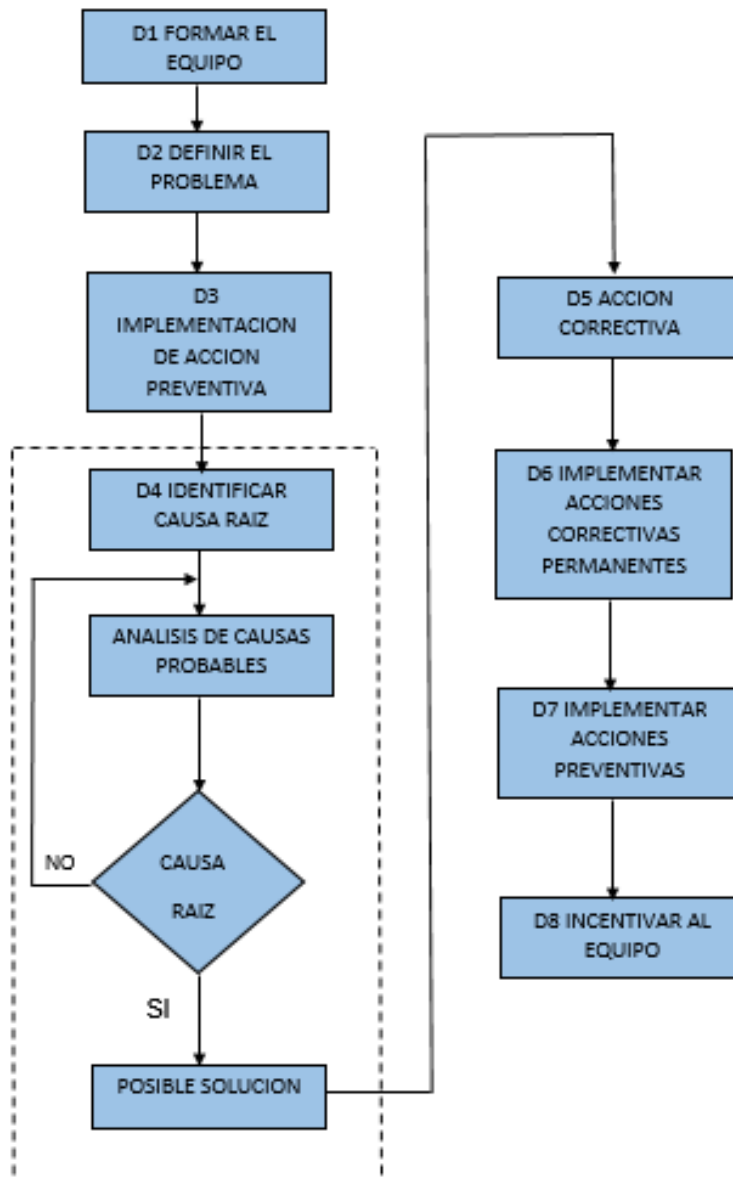 D1 FORMAR EL
EQUIPO
D2 DEFINIR EL
PROBLEMA
D3
IMPLEMENTACION
DE ACCION
PREVENTIVA
D4 IDENTIFICAR
CAUSA RAIZ
ANALISIS DE CAUSAS
PROBABLES
CAUSA
RAIZ
NO
SI
POSIBLE SOLUCION
D5 ACCION
CORRECTIVA
D6 IMPLEMENTAR
ACCIONES
CORRECTIVAS
PERMANENTES
D7 IMPLEMENTAR
ACCIONES
PREVENTIVAS
D8 INCENTIVAR AL
EQUIPO